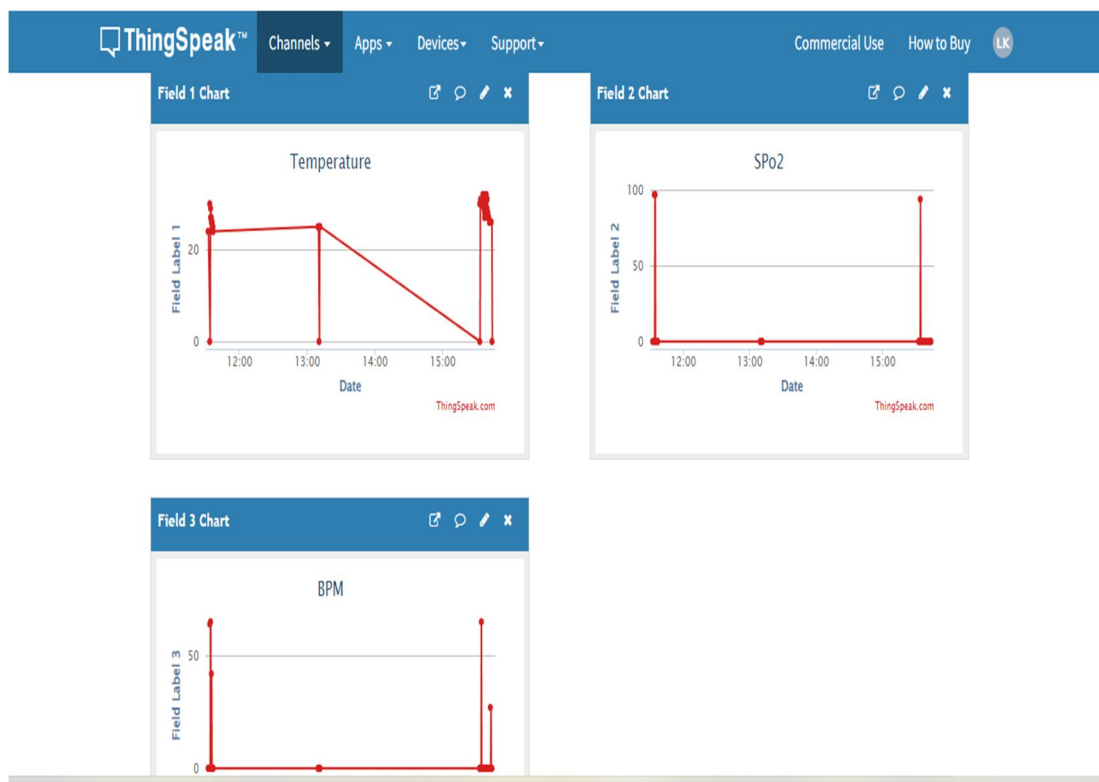 ThingSpeak™ Channels Apps Devices Support Commercial Use How to Buy LK
Field 1 Chart
Temperature
Field Label 1
20
0
12:00 13:00 14:00 15:00
Date
ThingSpeak.com
Field 2 Chart
SPo2
Field Label 2
100
50
0
12:00 13:00 14:00 15:00
Date
ThingSpeak.com
Field 3 Chart
BPM
Field Label 3
50
0